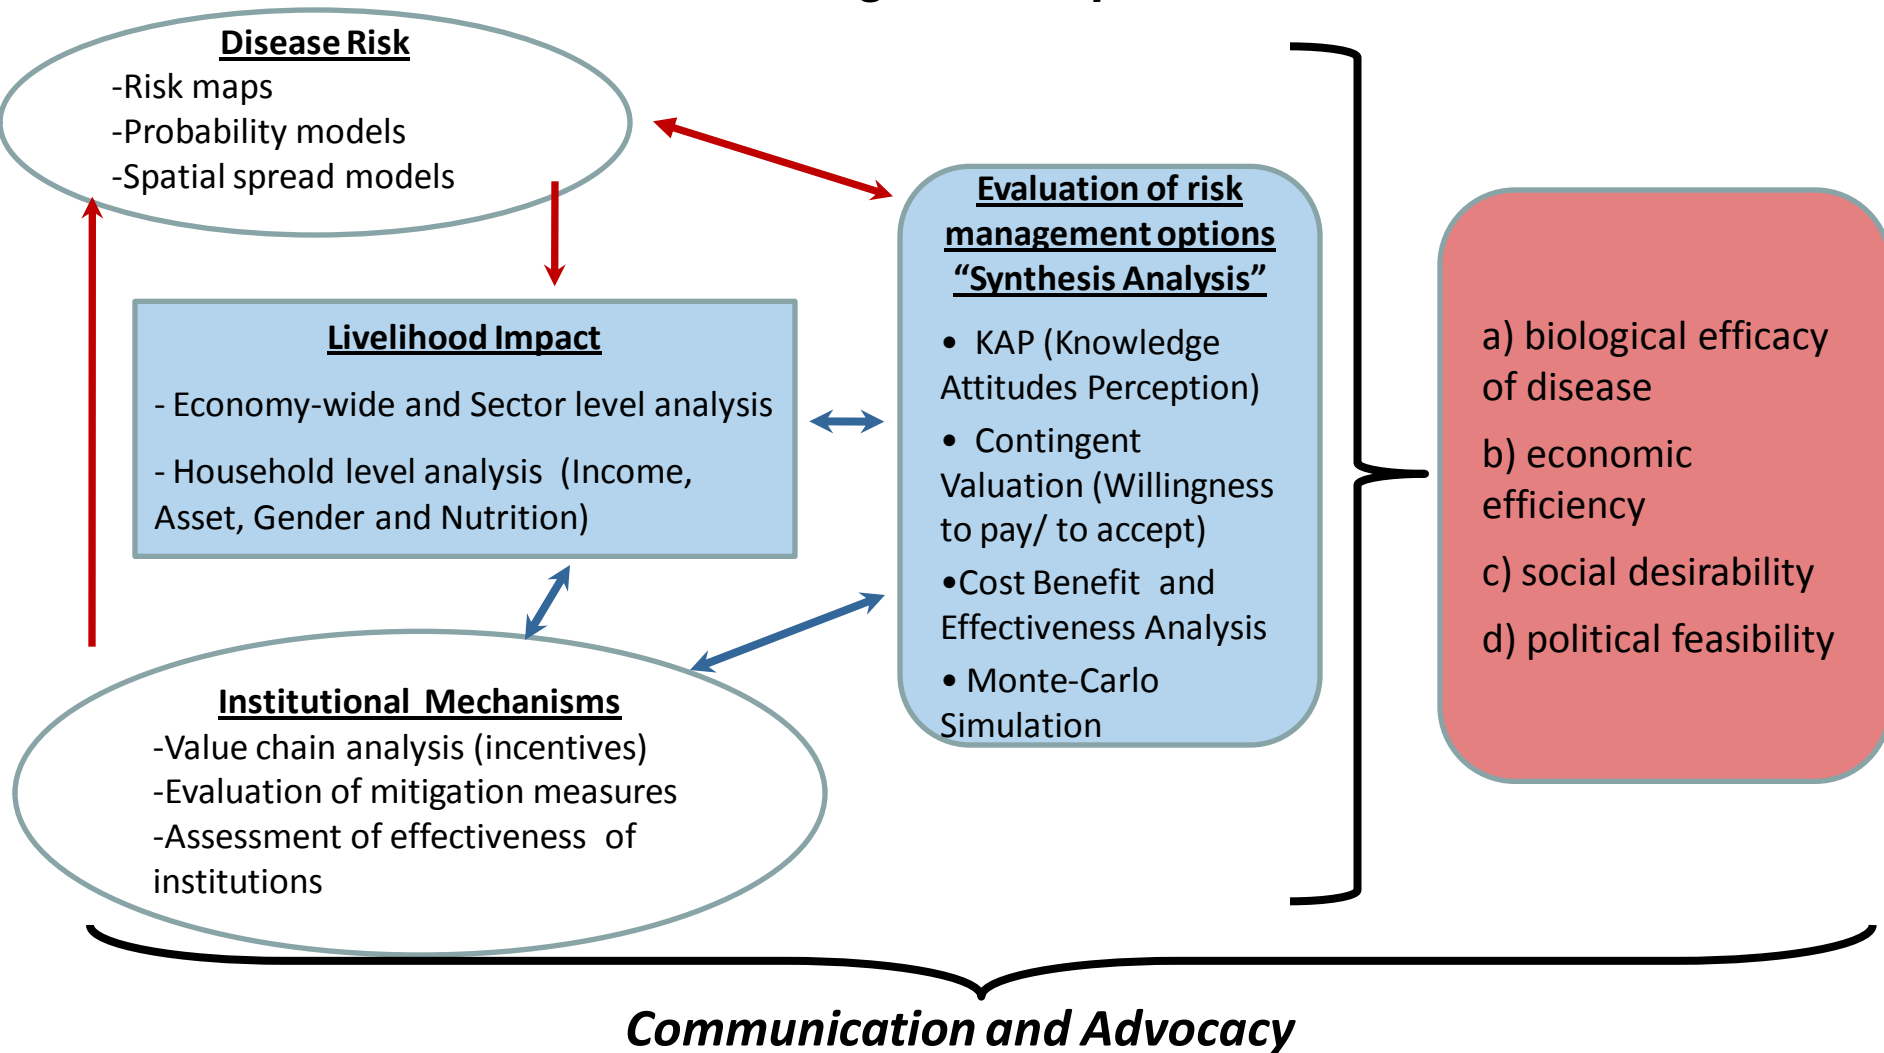 Disease Risk
-Risk maps
-Probability models
-Spatial spread models
Livelihood Impact
- Economy-wide and Sector level analysis
- Household level analysis (Income,
Asset, Gender and Nutrition)
Institutional Mechanisms
-Value chain analysis (incentives)
-Evaluation of mitigation measures
-Assessment of effectiveness of
institutions
Evaluation of risk
management options
“Synthesis Analysis”
• KAP (Knowledge
Attitudes Perception)
• Contingent
Valuation (Willingness
to pay/ to accept)
•Cost Benefit and
Effectiveness Analysis
• Monte-Carlo
Simulation
a) biological efficacy
of disease
b) economic
efficiency
c) social desirability
d) political feasibility
Communication and Advocacy